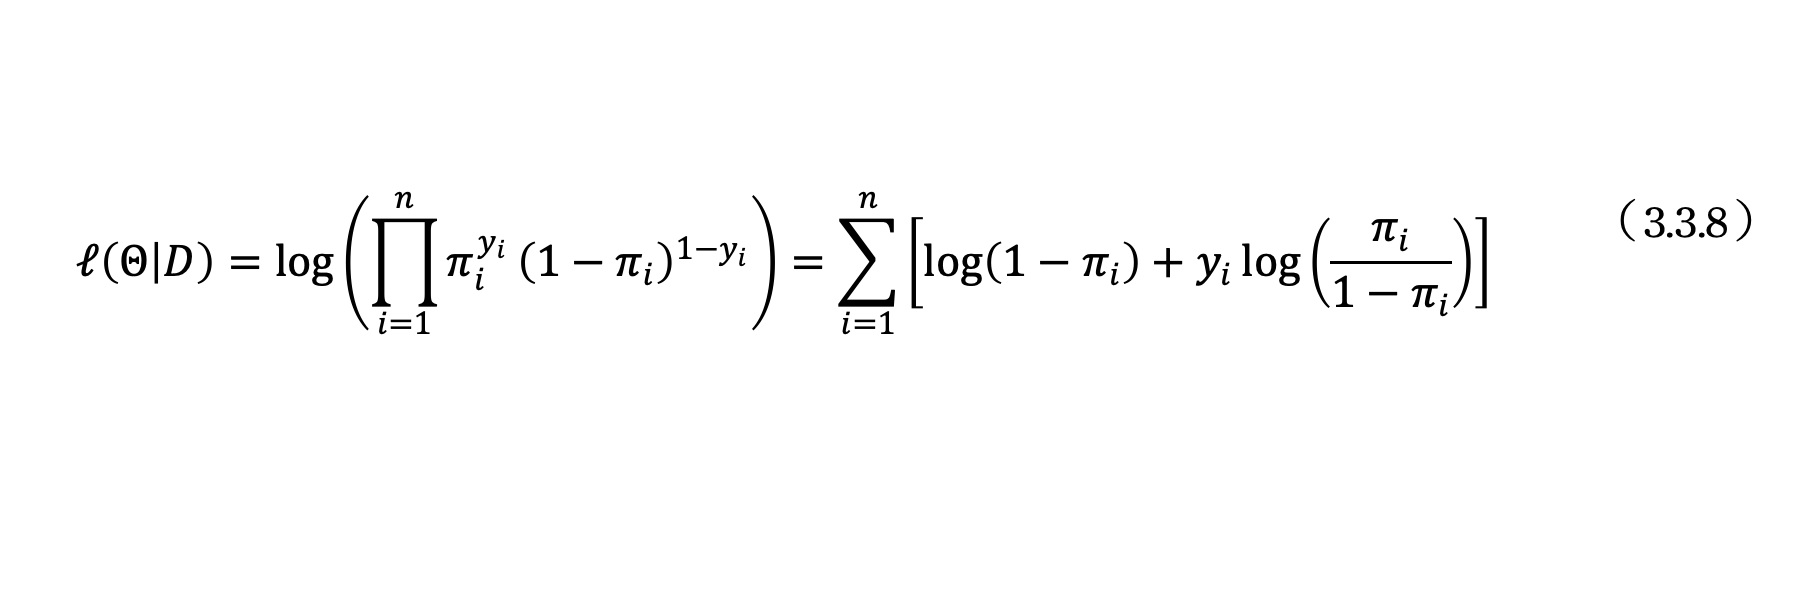 ℓ(Θ|D) = log(∏_{i=1}^{n} π_i^{y_i} (1 − π_i)^{1−y_i}) = ∑_{i=1}^{n} [log(1 − π_i) + y_i log(π_i / (1 − π_i))] （3.3.8）